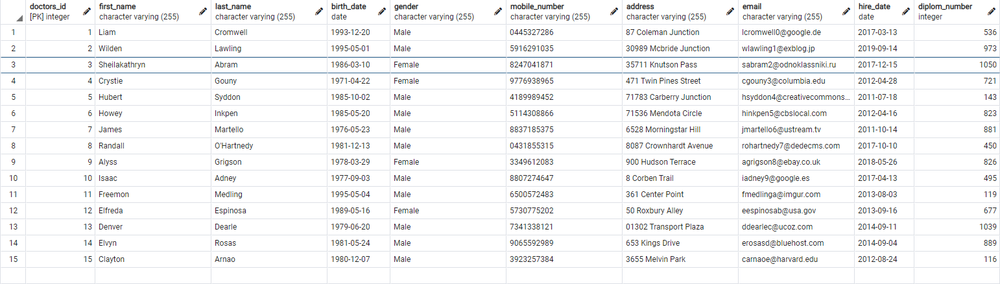 doctors_id first_name last_name birth_date gender mobile_number address email hire_date diplom_number
[PK] integer character varying (255) character varying (255) date character varying (255) character varying (255) character varying (255) character varying (255) date integer
1 1 Liam Cromwell 1993-12-20 Male 0445327286 87 Coleman Junction lcromwell0@google.de 2017-03-13 536
2 2 Wilden Lawling 1995-05-01 Male 5916291035 30989 Mcbride Junction wlawling1@exblog.jp 2019-09-14 973
3 3 Sheilakathryn Abram 1986-03-10 Female 8247041871 35711 Knutson Pass sabram2@odnoklassniki.ru 2017-12-15 1050
4 4 Crystie Gouny 1971-04-22 Female 9776938965 471 Twin Pines Street cgouny3@columbia.edu 2012-04-28 721
5 5 Hubert Syddon 1985-10-02 Male 4189989452 71783 Carberry Junction hsyddon4@creativecommons... 2011-07-18 143
6 6 Howey Inkpen 1985-05-20 Male 5114308866 71536 Mendota Circle hinkpen5@cbslocal.com 2012-04-16 823
7 7 James Martello 1976-05-23 Male 8837185375 6528 Morningstar Hill jmartello6@ustream.tv 2011-10-14 881
8 8 Randall O'Hartnedy 1981-12-13 Male 0431855315 8087 Crownhardt Avenue rohartnedy7@dedecms.com 2017-10-10 450
9 9 Alyss Grigson 1978-03-29 Female 3349612083 900 Hudson Terrace agrigson8@ebay.co.uk 2018-05-26 826
10 10 Isaac Adney 1977-09-03 Male 8807274647 8 Corben Trail iadney9@google.es 2017-04-13 495
11 11 Freemon Medling 1995-05-04 Male 6500572483 361 Center Point fmedlinga@imgur.com 2013-08-03 119
12 12 Elfreda Espinosa 1989-05-16 Female 5730775202 50 Roxbury Alley eespinosab@usa.gov 2013-09-16 677
13 13 Denver Dearle 1979-06-20 Male 7341338121 01302 Transport Plaza ddearlec@ucoz.com 2014-09-11 1039
14 14 Elvyn Rosas 1981-05-24 Male 9065592989 653 Kings Drive erosasd@bluehost.com 2014-09-04 889
15 15 Clayton Arnao 1980-12-07 Male 3923257384 3655 Melvin Park carnaoe@harvard.edu 2012-08-24 116